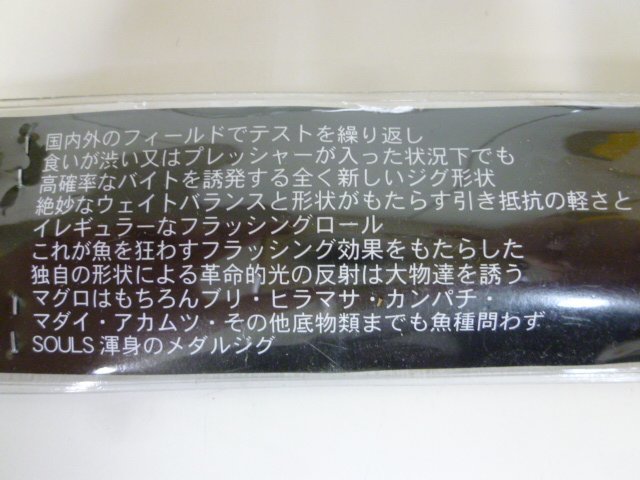 国内外のフィールドでテストを繰り返し
食いが渋い又はプレッシャーが入った状況下でも
高確率なバイトを誘発する全く新しいジグ形状
絶妙なウェイトバランスと形状がもたらす引き抵抗の軽さと
イレギュラーなフラッシングロール
これが魚を狂わすフラッシング効果をもたらした
独自の形状による革命的光の反射は大物達を誘う
マグロはもちろんブリ・ヒラマサ・カンパチ・
マダイ・アカムツ・その他底物類までも魚種問わず
SOULS 渾身のメダルジグ